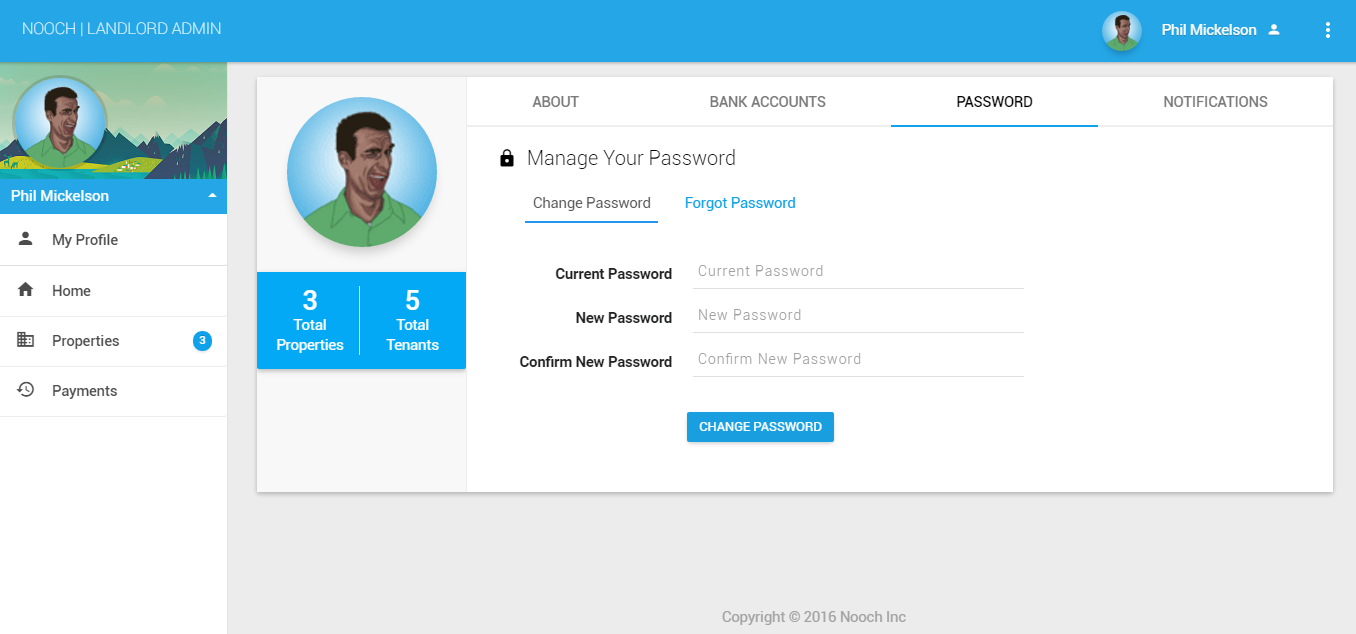 NOOCH | LANDLORD ADMIN
Phil Mickelson
Phil Mickelson
My Profile
Home
Properties 3
Payments
3
Total
Properties
5
Total
Tenants
ABOUT BANK ACCOUNTS PASSWORD NOTIFICATIONS
Manage Your Password
Change Password Forgot Password
Current Password Current Password
New Password New Password
Confirm New Password Confirm New Password
CHANGE PASSWORD
Copyright © 2016 Nooch Inc